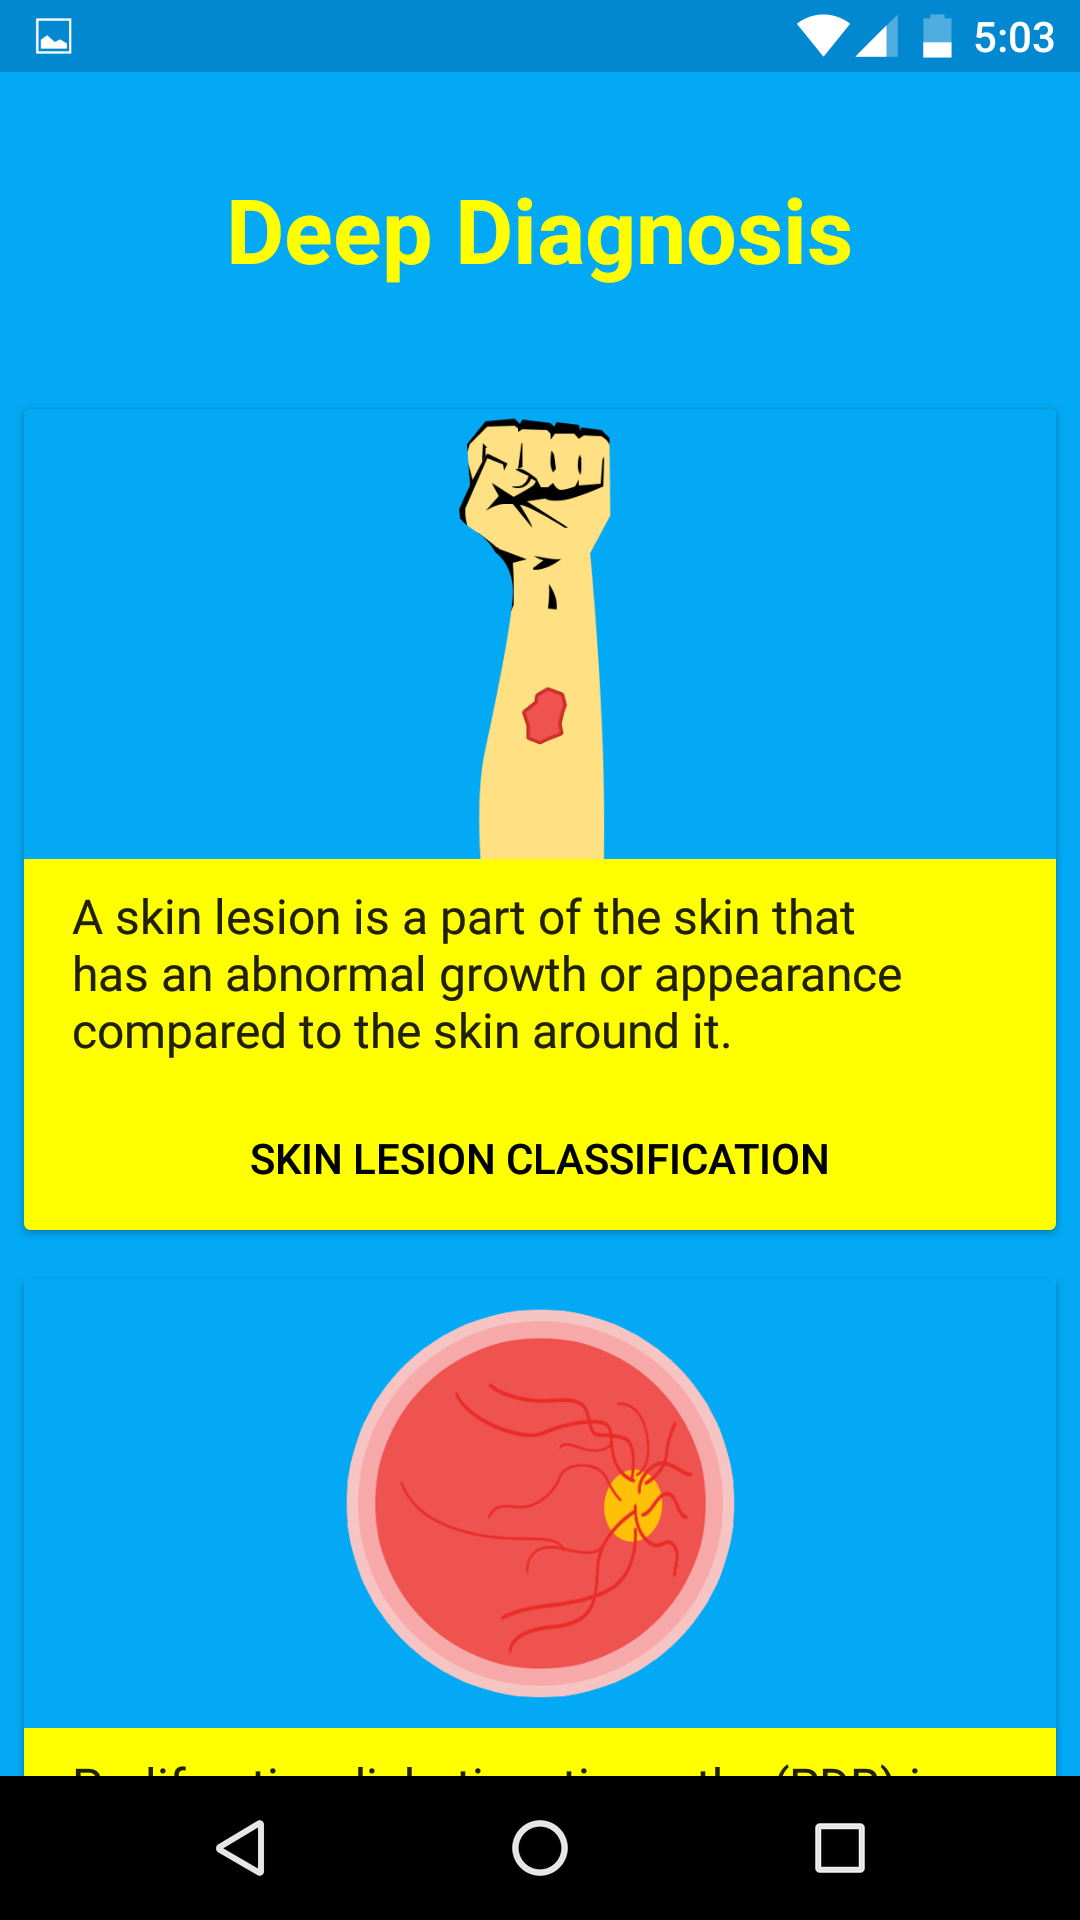 5:03
Deep Diagnosis
A skin lesion is a part of the skin that
has an abnormal growth or appearance
compared to the skin around it.
SKIN LESION CLASSIFICATION
(PDR)